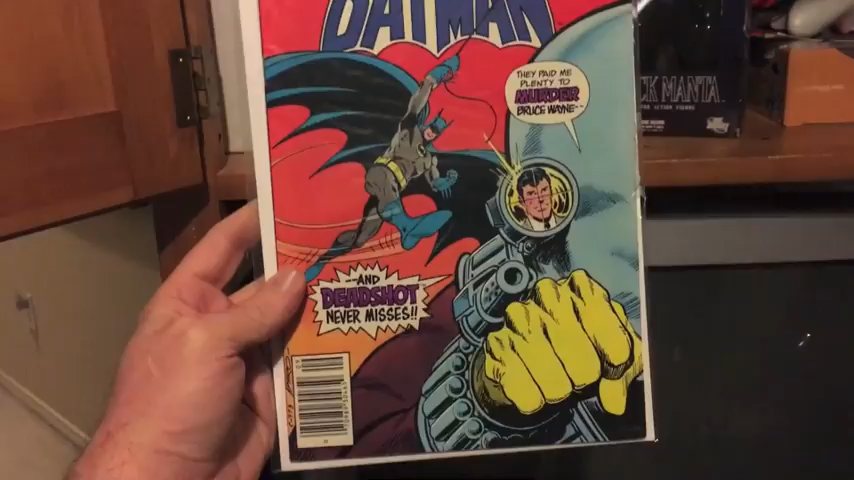 BATMAN
THEY PAID ME
PLENTY TO
MURDER
BRUCE WAYNE--
CK MANTA
--AND
DEADSHOT
NEVER MISSES!!